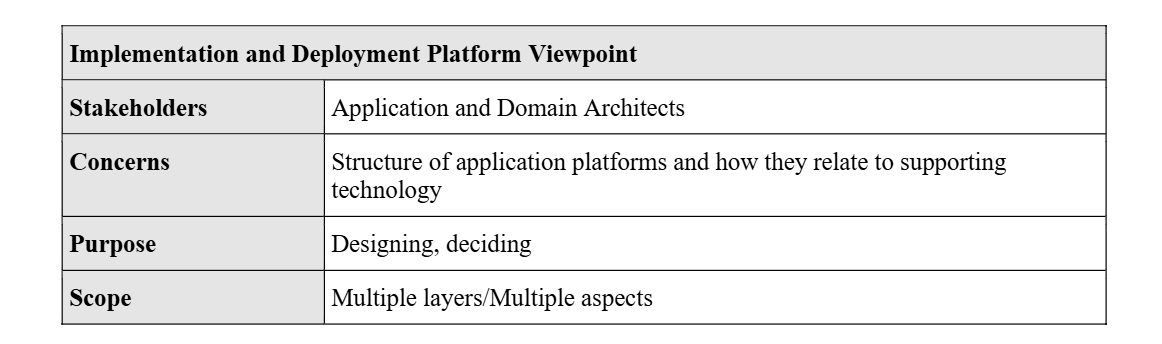 Implementation and Deployment Platform Viewpoint
Stakeholders
Application and Domain Architects
Concerns
Structure of application platforms and how they relate to supporting
technology
Purpose
Designing, deciding
Scope
Multiple layers/Multiple aspects